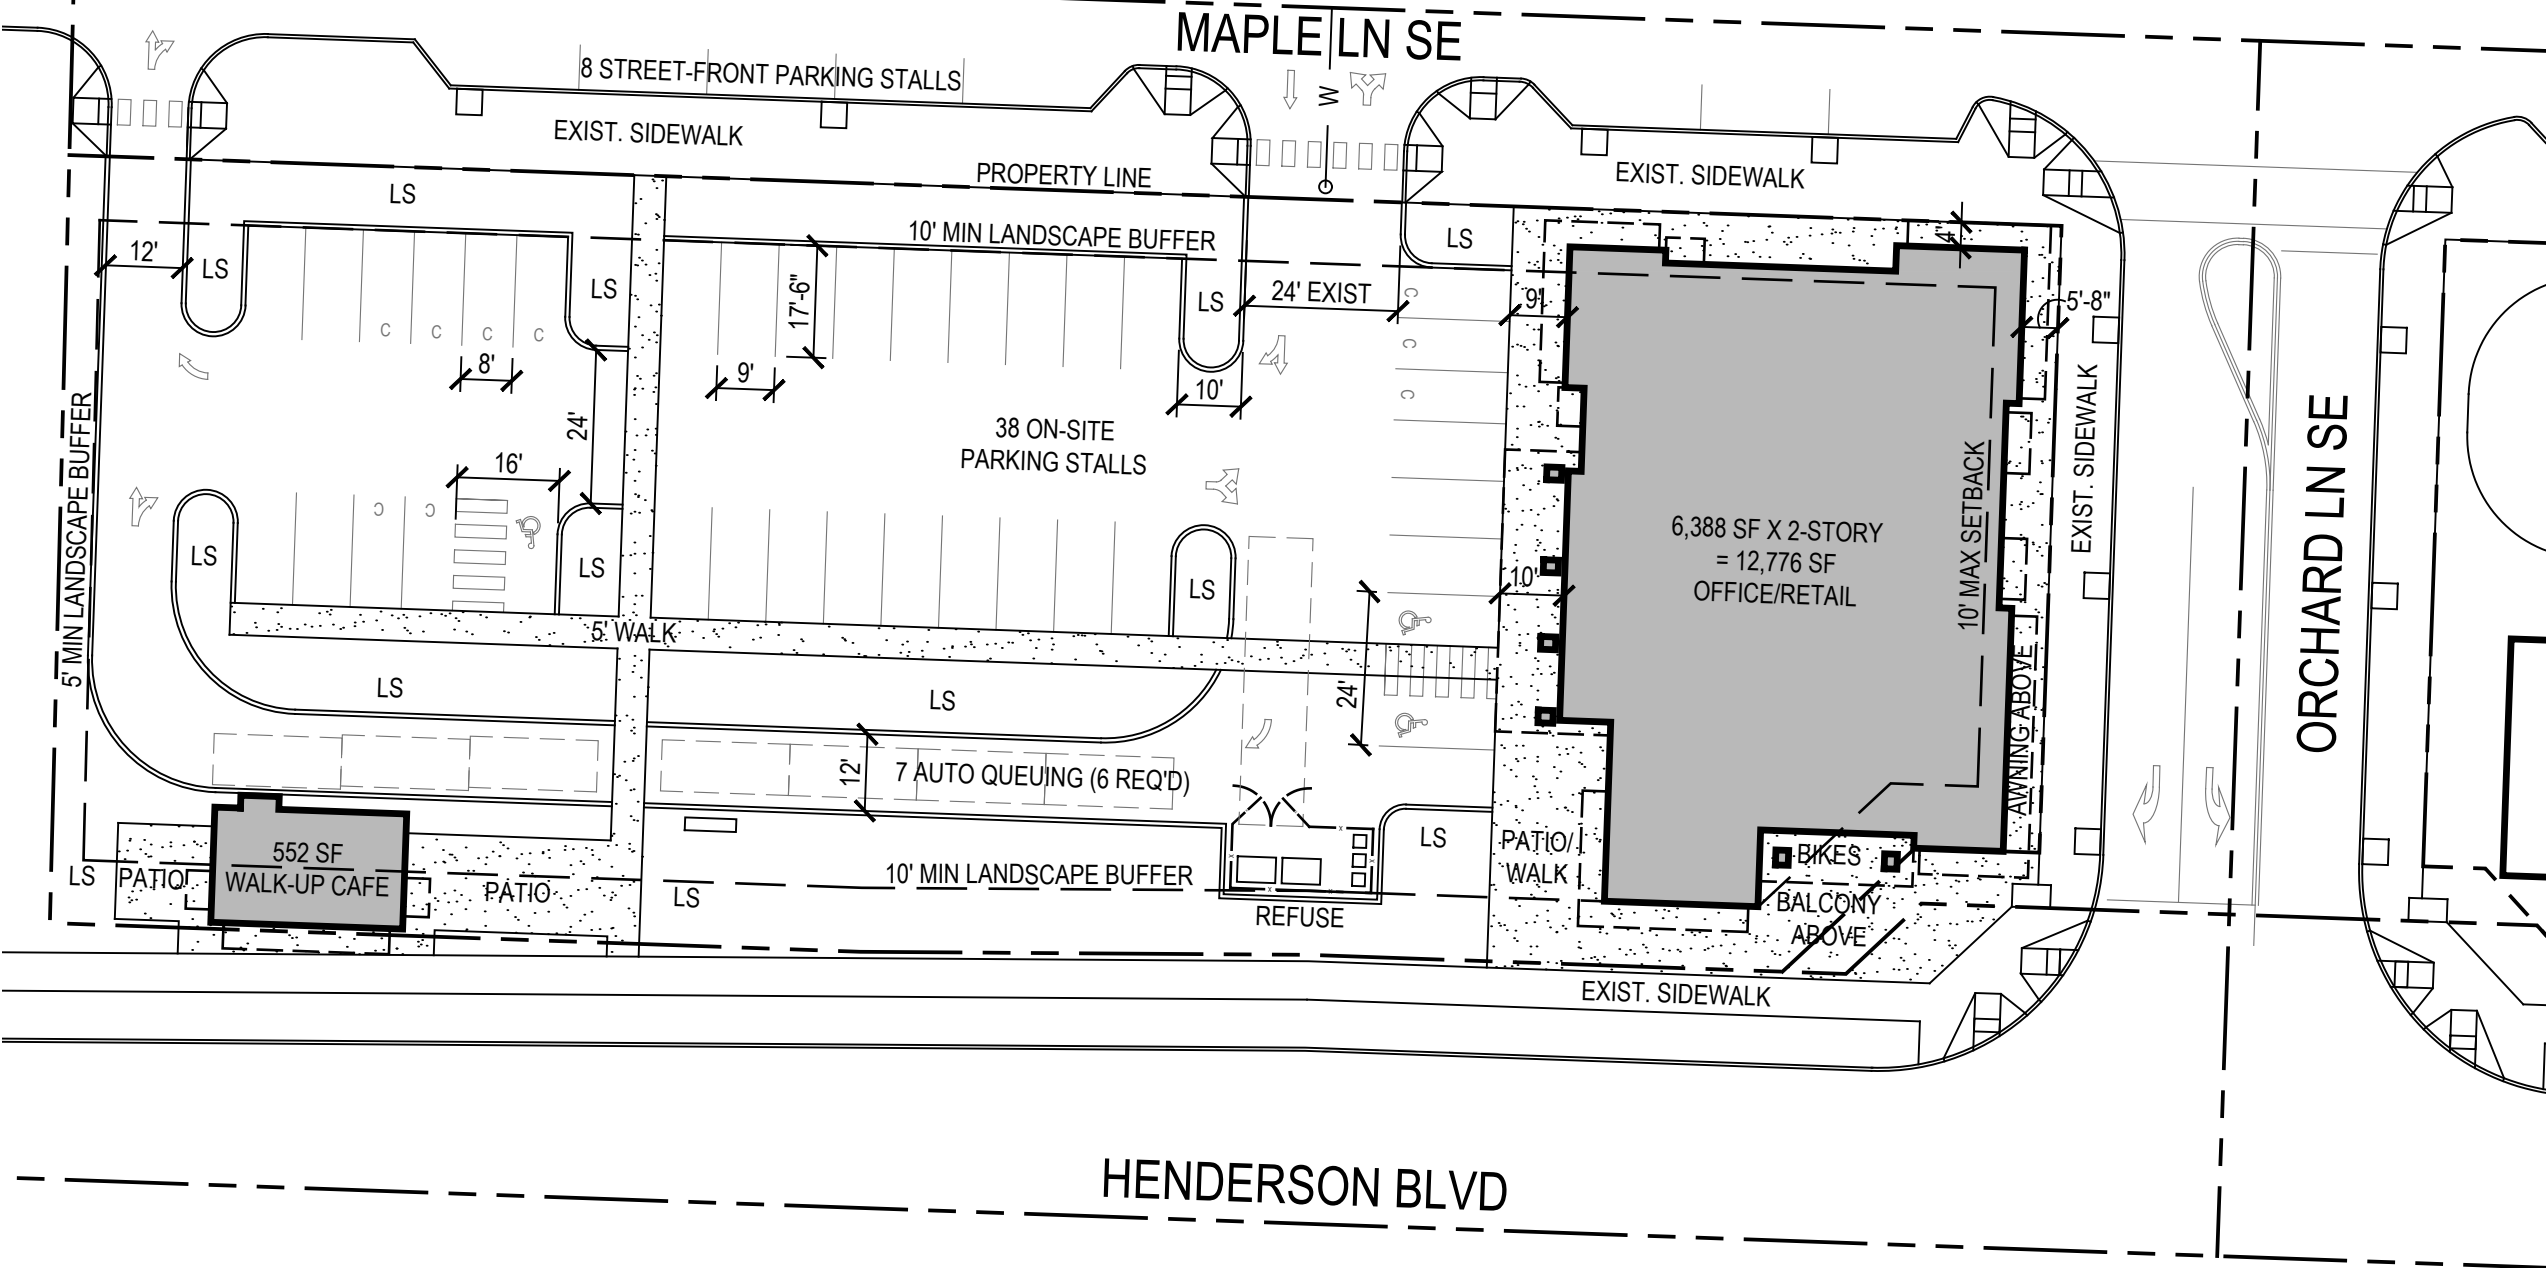 MAPLE LN SE
8 STREET-FRONT PARKING STALLS
W
EXIST. SIDEWALK
PROPERTY LINE
EXIST. SIDEWALK
LS
10' MIN LANDSCAPE BUFFER
LS
4'
12'
LS
LS
17'-6"
LS
24' EXIST
C
9'
5'-8"
C
C
C
C
C
8'
9'
10'
C
5' MIN LANDSCAPE BUFFER
24'
38 ON-SITE
PARKING STALLS
10' MAX SETBACK
EXIST. SIDEWALK
ORCHARD LN SE
16'
C
C
LS
LS
LS
10'
6,388 SF X 2-STORY
= 12,776 SF
OFFICE/RETAIL
5' WALK
24'
AWNING ABOVE
LS
LS
12'
7 AUTO QUEUING (6 REQ'D)
LS
PATIO/
WALK
BIKES
BALCONY
ABOVE
552 SF
WALK-UP CAFE
LS
PATIO
PATIO
LS
10' MIN LANDSCAPE BUFFER
REFUSE
EXIST. SIDEWALK
HENDERSON BLVD